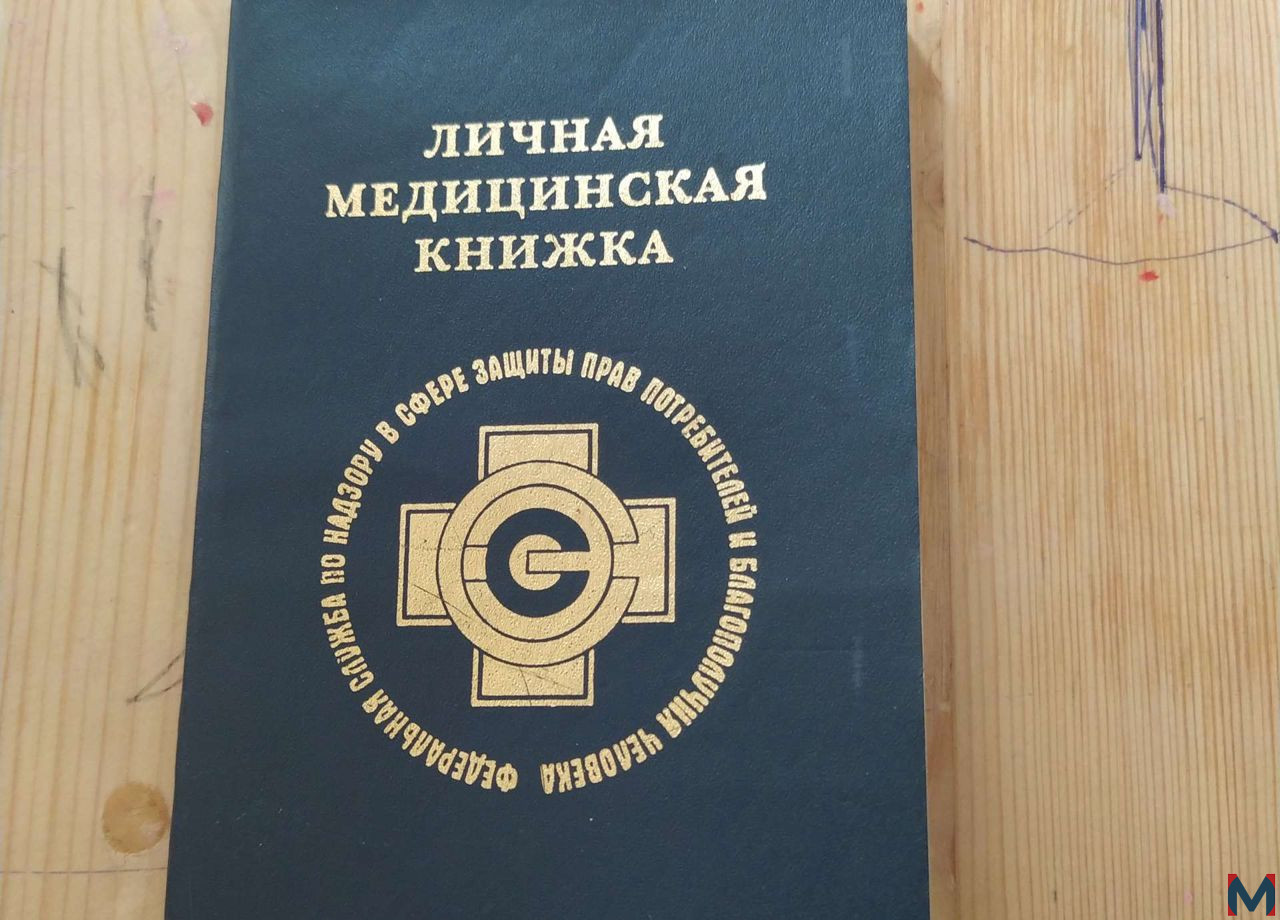 ЛИЧНАЯ
МЕДИЦИНСКАЯ
КНИЖКА
ФЕДЕРАЛЬНАЯ СЛУЖБА ПО НАДЗОРУ В СФЕРЕ ЗАЩИТЫ ПРАВ ПОТРЕБИТЕЛЕЙ И БЛАГОПОЛУЧИЯ ЧЕЛОВЕКА
M